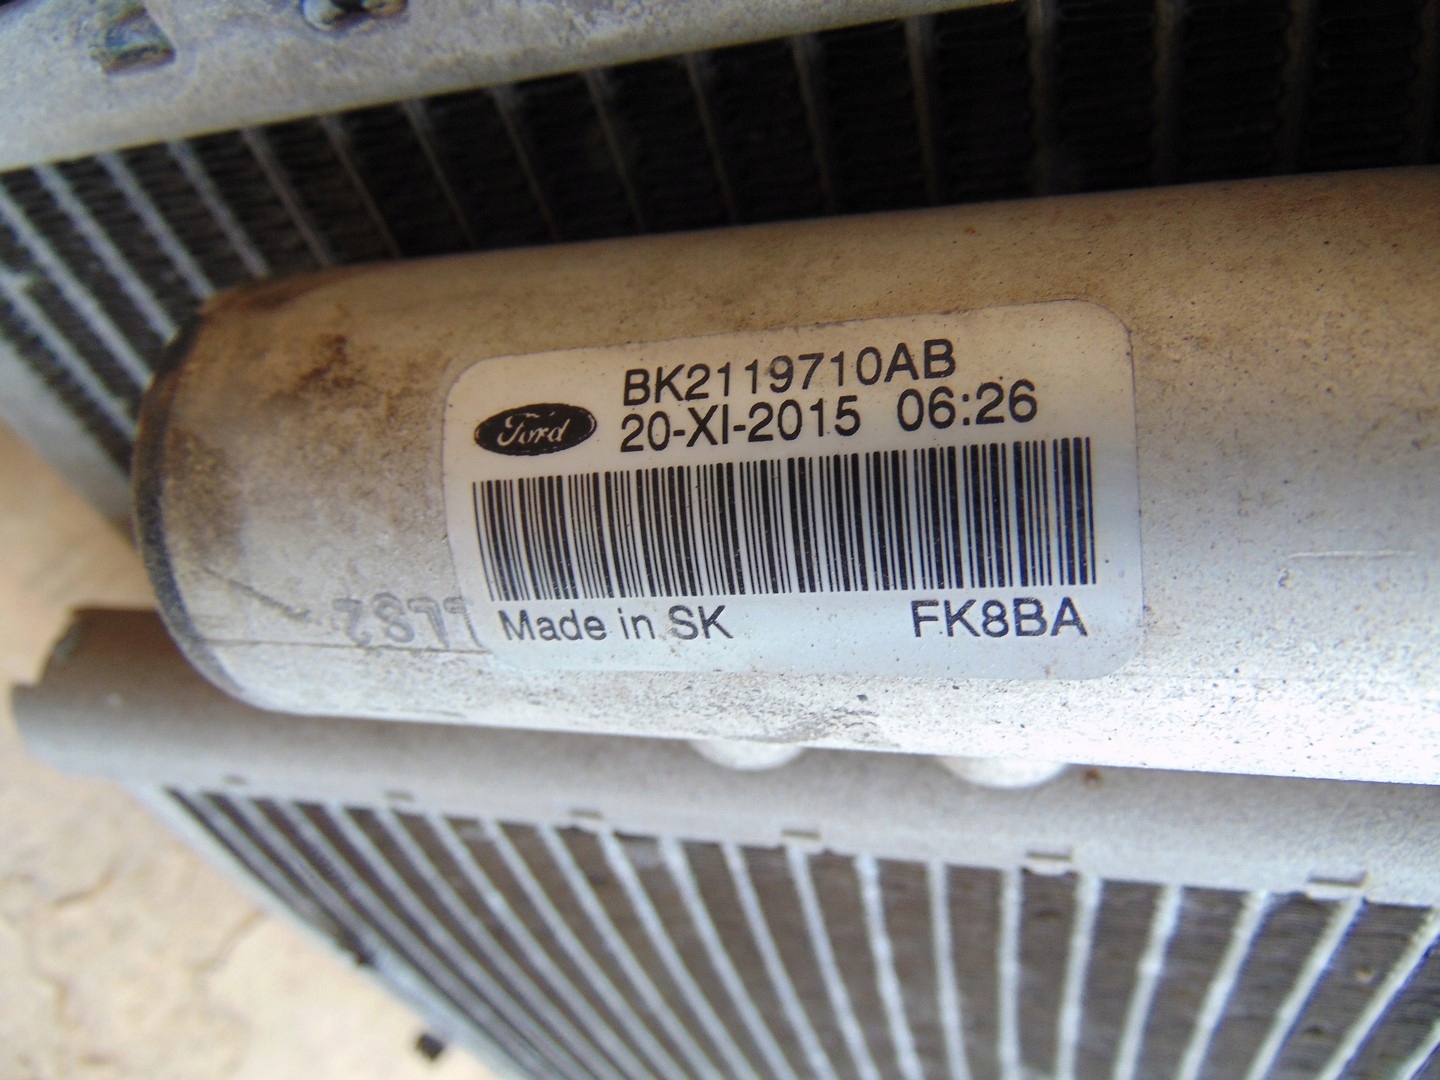 BK2119710AB
Ford
20-XI-2015 06:26
Made in SK FK8BA